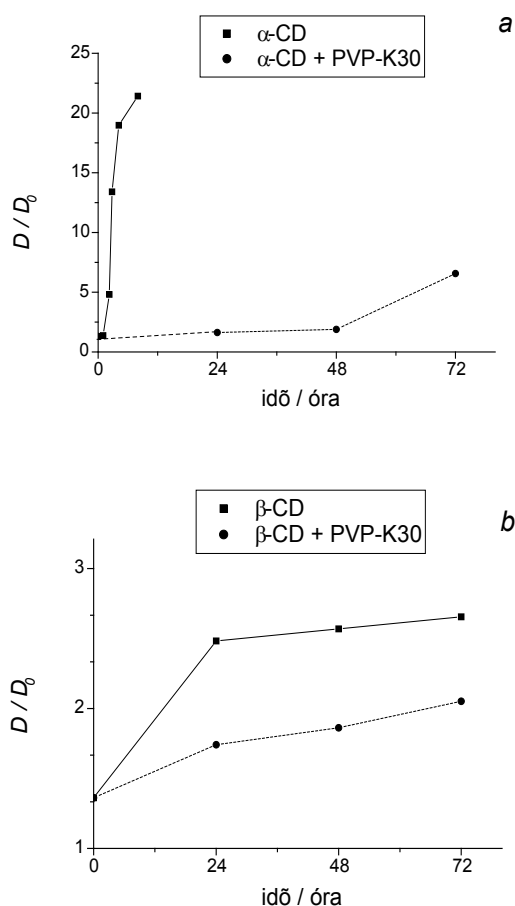 a
α-CD
α-CD + PVP-K30
25
20
15
10
5
0
D / D₀
0 24 48 72
idõ / óra
b
β-CD
β-CD + PVP-K30
3
2
1
D / D₀
0 24 48 72
idõ / óra